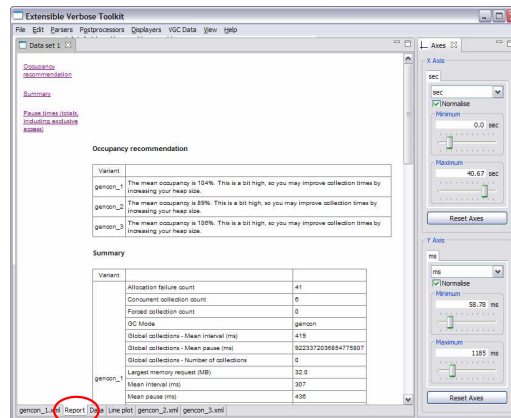 Extensible Verbose Toolkit
File Edit Parsers Postprocessors Displayers VGC Data View Help
Data set 1
Occupancy
recommendation
Summary
Pause times (totals,
including exclusive
access)
Occupancy recommendation
Variant
gencon_1 The mean occupancy is 104%. This is a bit high, so you may improve collection times by
increasing your heap size.
gencon_2 The mean occupancy is 89%. This is a bit high, so you may improve collection times by
increasing your heap size.
gencon_3 The mean occupancy is 106%. This is a bit high, so you may improve collection times by
increasing your heap size.
Summary
Variant
gencon_1
Allocation failure count 41
Concurrent collection count 6
Forced collection count 0
GC Mode gencon
Global collections - Mean interval (ms) 419
Global collections - Mean pause (ms) 9223372036854775807
Global collections - Number of collections 0
Largest memory request (MB) 32.0
Mean interval (ms) 307
Mean pause (ms) 436
gencon_1.xml Report Data Line plot gencon_2.xml gencon_3.xml
Axes
X Axis
sec
sec
Normalise
Minimum
0.0 sec
Maximum
40.67 sec
Reset Axes
Y Axis
ms
ms
Normalise
Minimum
58.78 ms
Maximum
1185 ms
Reset Axes